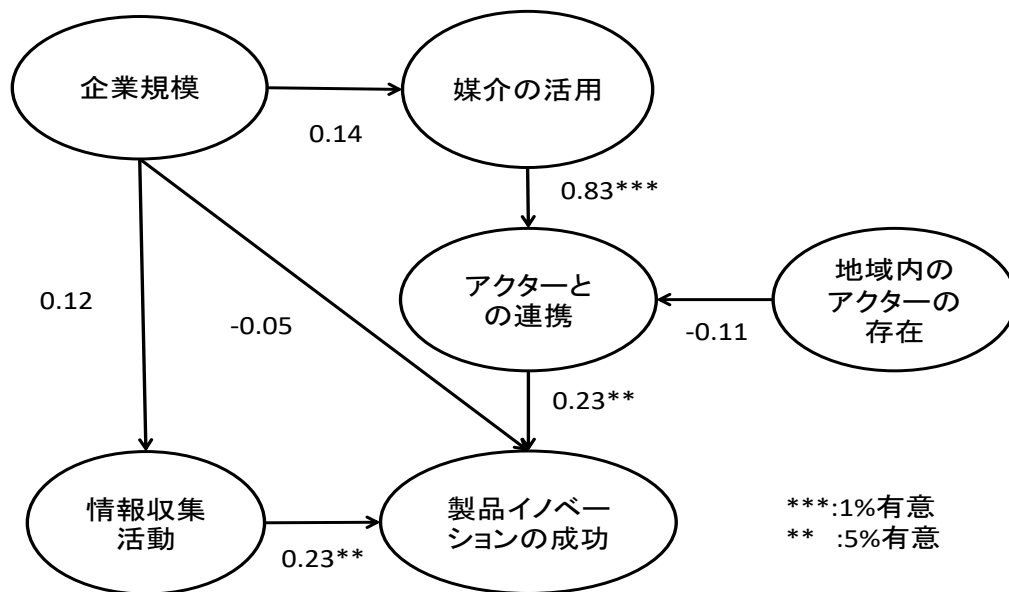 企業規模
媒介の活用
0.14
0.83***
アクターと
の連携
地域内の
アクターの
存在
0.12
-0.05
-0.11
0.23**
情報収集
活動
製品イノベー
ションの成功
0.23**
***:1%有意
** :5%有意